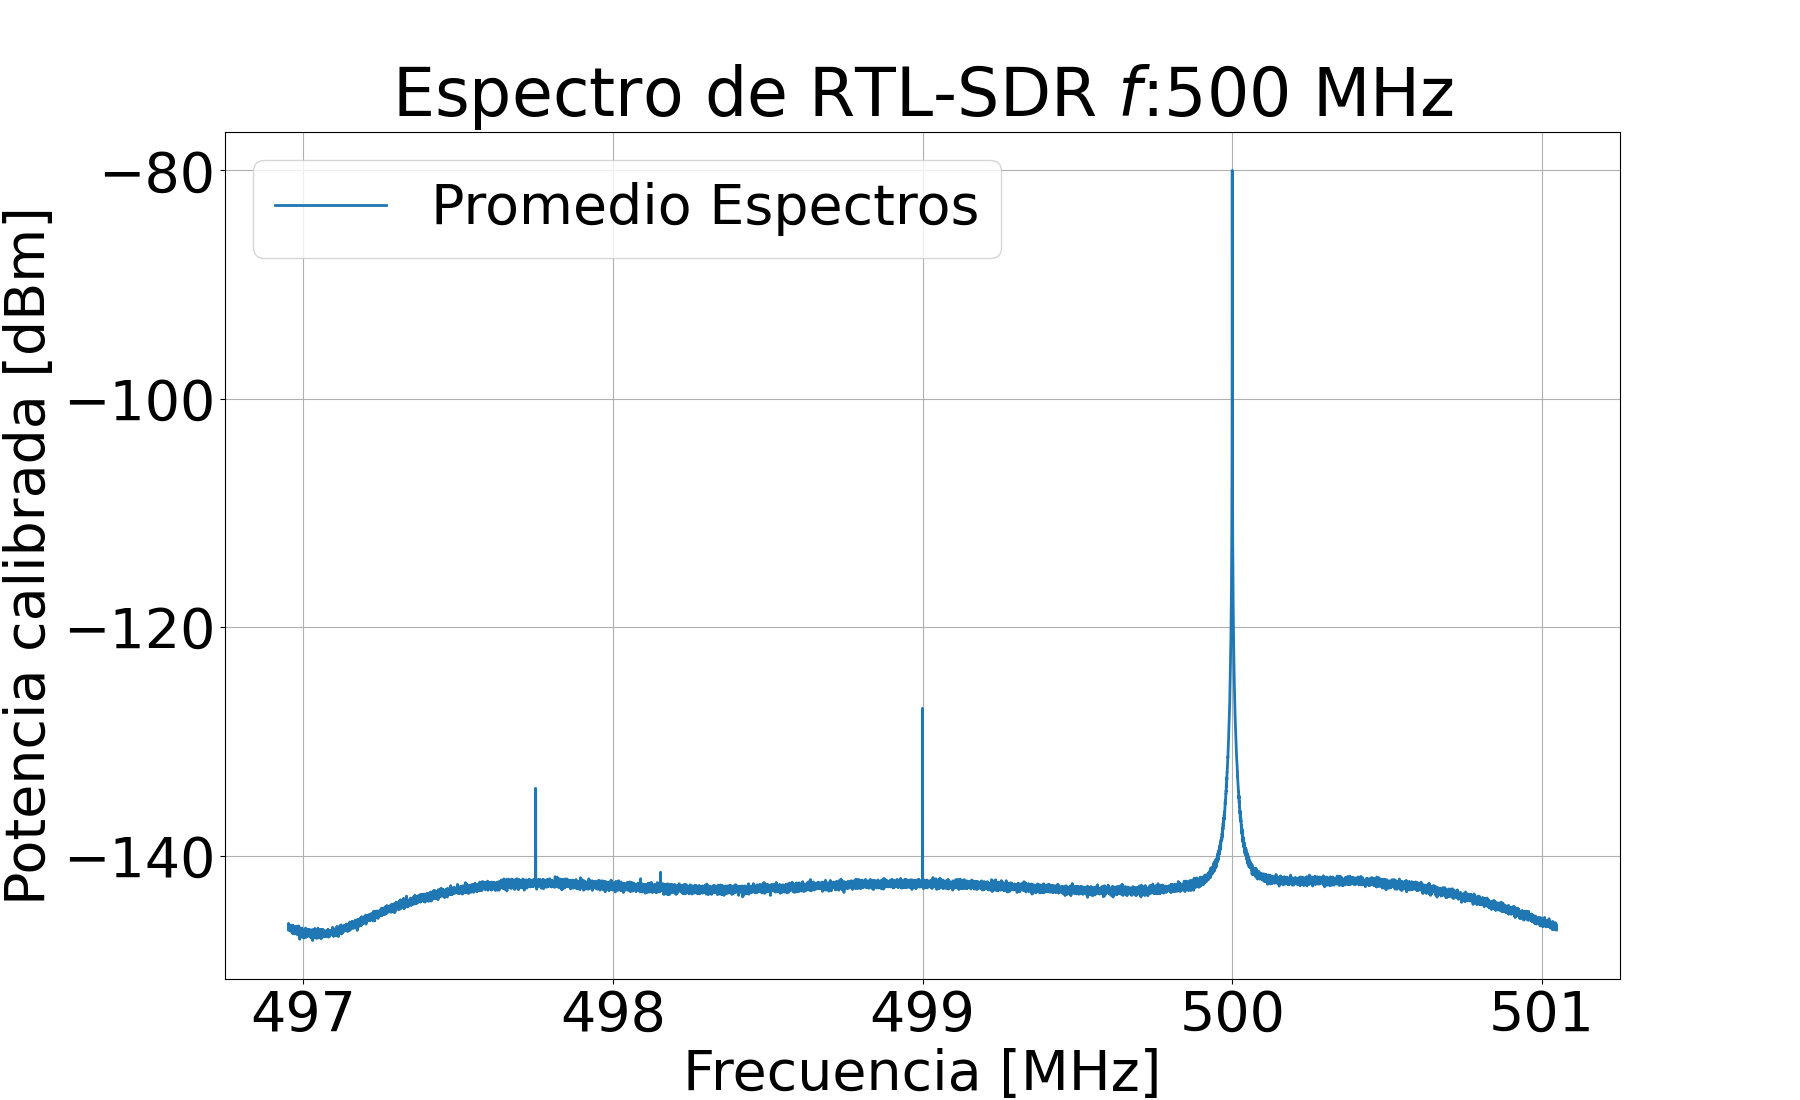 Espectro de RTL-SDR f:500 MHz
Promedio Espectros
Potencia calibrada [dBm]
−80
−100
−120
−140
497 498 499 500 501
Frecuencia [MHz]